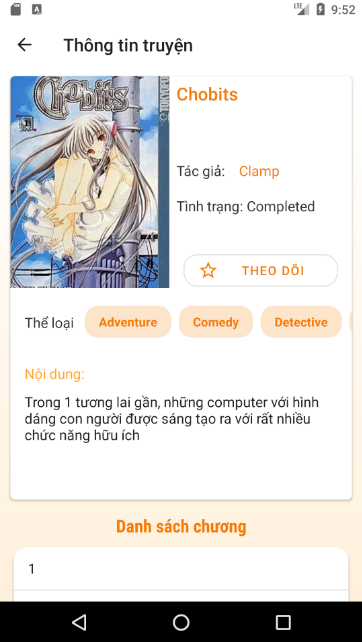 LTE 9:52
Thông tin truyện
Chobits
Chobits
Tác giả: Clamp
Tình trạng: Completed
THEO DÕI
Thể loại Adventure Comedy Detective
Nội dung:
Trong 1 tương lai gần, những computer với hình
dáng con người được sáng tạo ra với rất nhiều
chức năng hữu ích
Danh sách chương
1